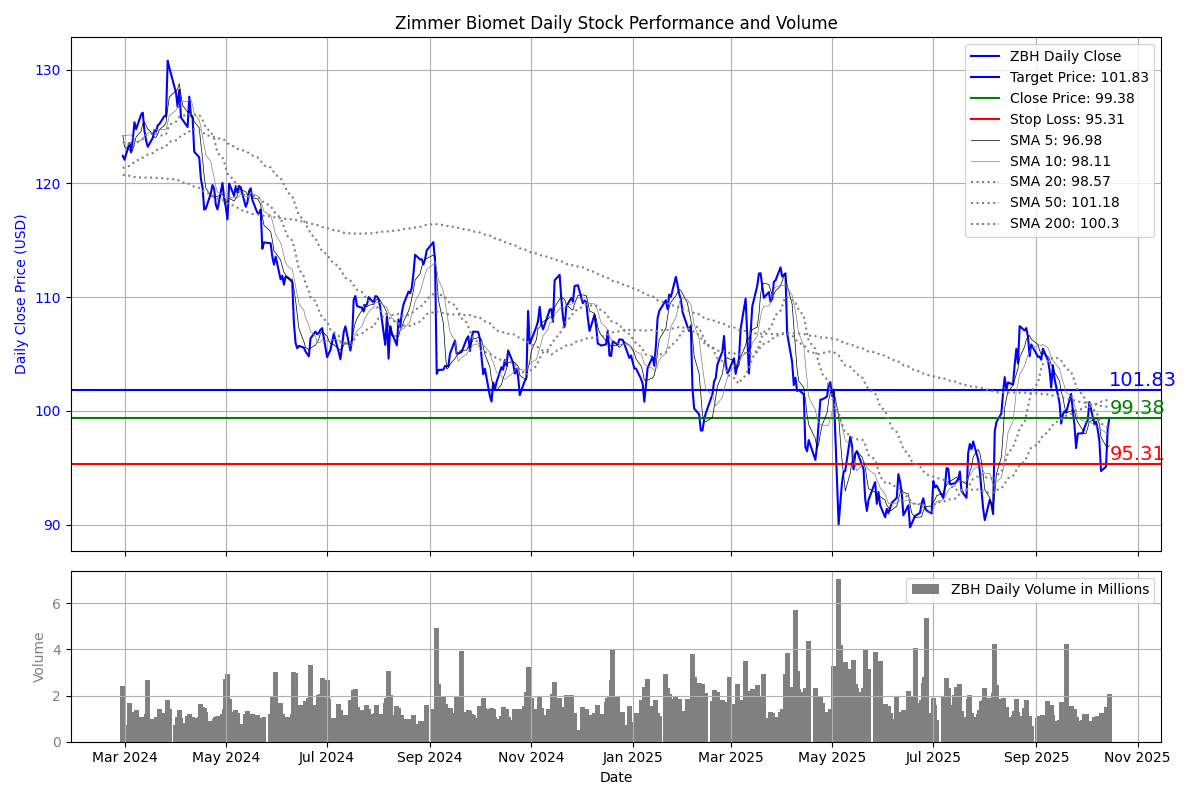 Zimmer Biomet Daily Stock Performance and Volume
Daily Close Price (USD)
130
120
110
100
90
ZBH Daily Close
Target Price: 101.83
Close Price: 99.38
Stop Loss: 95.31
SMA 5: 96.98
SMA 10: 98.11
SMA 20: 98.57
SMA 50: 101.18
SMA 200: 100.3
101.83
99.38
95.31
Volume
6
4
2
0
ZBH Daily Volume in Millions
Mar 2024 May 2024 Jul 2024 Sep 2024 Nov 2024 Jan 2025 Mar 2025 May 2025 Jul 2025 Sep 2025 Nov 2025
Date